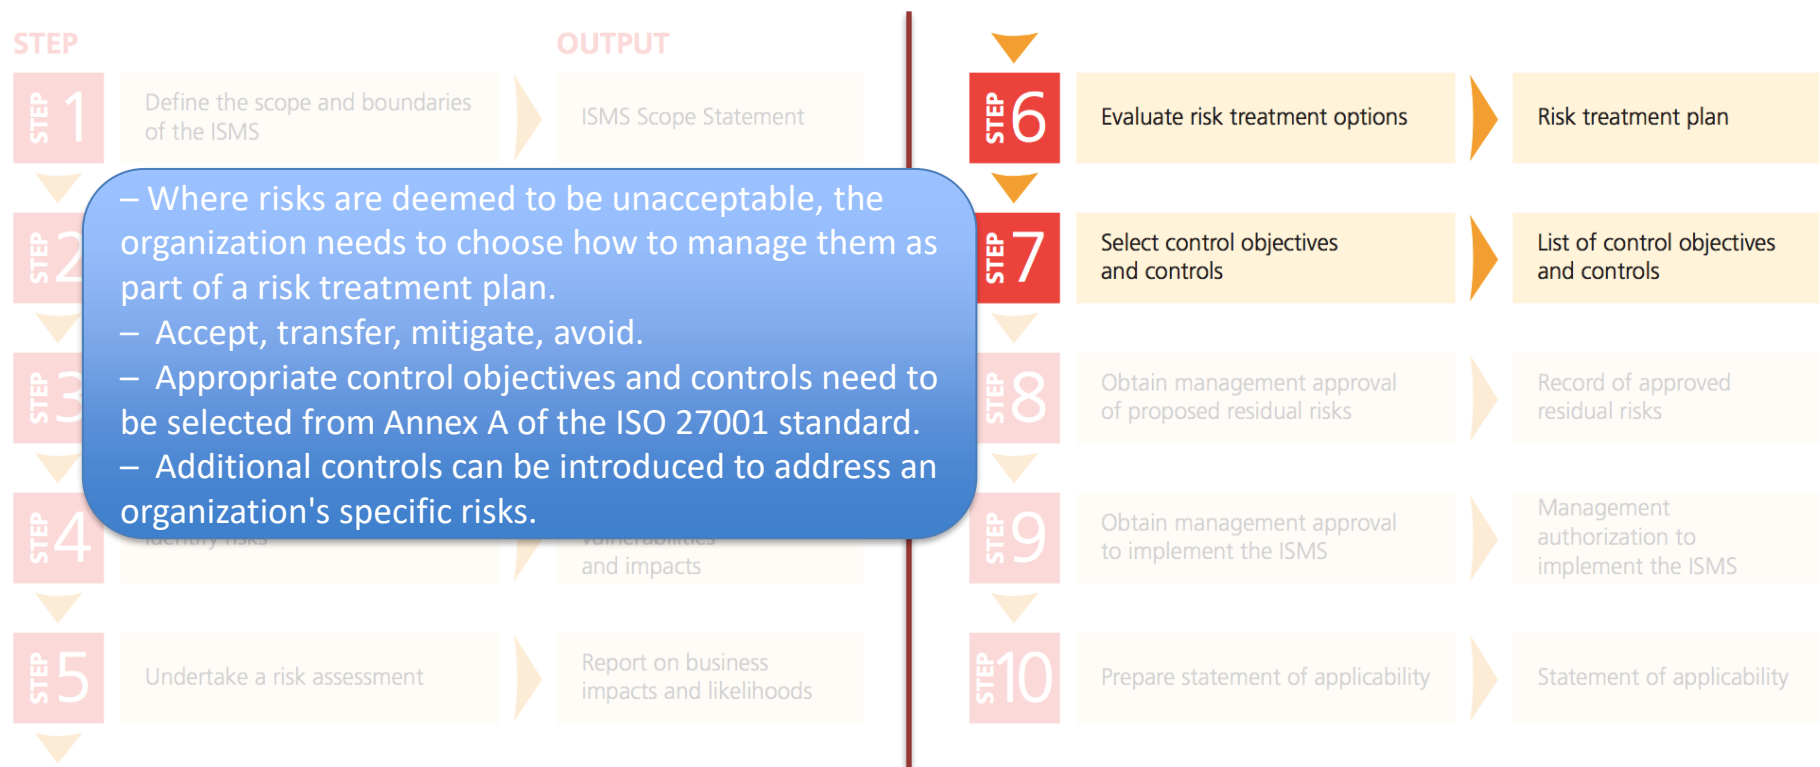 STEP
OUTPUT
STEP 1
Define the scope and boundaries
of the ISMS
ISMS Scope Statement
– Where risks are deemed to be unacceptable, the
organization needs to choose how to manage them as
part of a risk treatment plan.
– Accept, transfer, mitigate, avoid.
– Appropriate control objectives and controls need to
be selected from Annex A of the ISO 27001 standard.
– Additional controls can be introduced to address an
organization's specific risks.
STEP 2
STEP 3
STEP 4
Identify risks
vulnerabilities
and impacts
STEP 5
Undertake a risk assessment
Report on business
impacts and likelihoods
STEP 6
Evaluate risk treatment options
Risk treatment plan
STEP 7
Select control objectives
and controls
List of control objectives
and controls
STEP 8
Obtain management approval
of proposed residual risks
Record of approved
residual risks
STEP 9
Obtain management approval
to implement the ISMS
Management
authorization to
implement the ISMS
STEP 10
Prepare statement of applicability
Statement of applicability